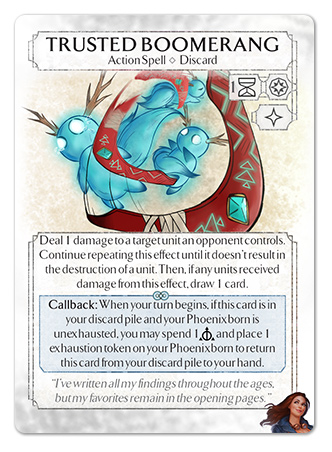 TRUSTED BOOMERANG
Action Spell ⟡ Discard
1
Deal 1 damage to a target unit an opponent controls.
Continue repeating this effect until it doesn't result in
the destruction of a unit. Then, if any units received
damage from this effect, draw 1 card.
Callback: When your turn begins, if this card is in
your discard pile and your Phoenixborn is
unexhausted, you may spend 1 , and place 1
exhaustion token on your Phoenixborn to return
this card from your discard pile to your hand.
"I've written all my findings throughout the ages,
but my favorites remain in the opening pages."